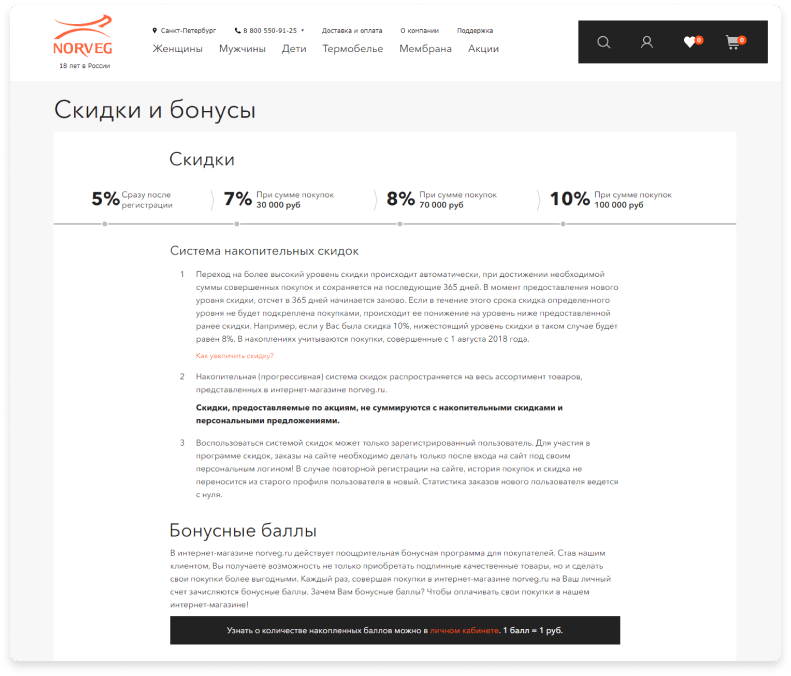 NORVEG
18 лет в России
Санкт-Петербург
8 800 550-91-25
Доставка и оплата
О компании
Поддержка
Женщины
Мужчины
Дети
Термобелье
Мембрана
Акции
0
0
Скидки и бонусы
Скидки
5% Сразу после
регистрации
7% При сумме покупок
30 000 руб
8% При сумме покупок
70 000 руб
10% При сумме покупок
100 000 руб
Система накопительных скидок
1 Переход на более высокий уровень скидки происходит автоматически, при достижении необходимой
суммы совершенных покупок и сохраняется на последующие 365 дней. В момент предоставления нового
уровня скидки, отсчет в 365 дней начинается заново. Если в течение этого срока скидка определенного
уровня не будет подкреплена покупками, происходит ее понижение на уровень ниже предоставленной
ранее скидки. Например, если у Вас была скидка 10%, нижестоящий уровень скидки в таком случае будет
равен 8%. В накоплениях учитываются покупки, совершенные с 1 августа 2018 года.
Как увеличить скидку?
2 Накопительная (прогрессивная) система скидок распространяется на весь ассортимент товаров,
представленных в интернет-магазине norveg.ru.
Скидки, предоставляемые по акциям, не суммируются с накопительными скидками и
персональными предложениями.
3 Воспользоваться системой скидок может только зарегистрированный пользователь. Для участия в
программе скидок, заказы на сайте необходимо делать только после входа на сайт под своим
персональным логином! В случае повторной регистрации на сайте, история покупок и скидка не
переносится из старого профиля пользователя в новый. Статистика заказов нового пользователя ведется
с нуля.
Бонусные баллы
В интернет-магазине norveg.ru действует поощрительная бонусная программа для покупателей. Став нашим
клиентом, Вы получаете возможность не только приобретать подлинные качественные товары, но и сделать
свои покупки более выгодными. Каждый раз, совершая покупки в интернет-магазине norveg.ru на Ваш личный
счет зачисляются бонусные баллы. Зачем Вам бонусные баллы? Чтобы оплачивать свои покупки в нашем
интернет-магазине!
Узнать о количестве накопленных баллов можно в личном кабинете. 1 балл = 1 руб.